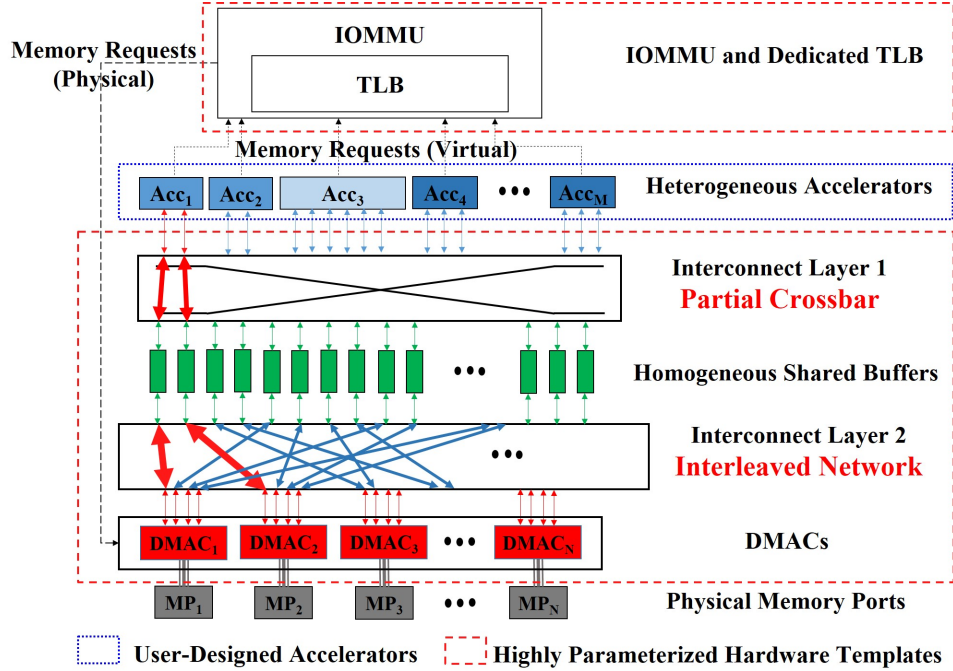 IOMMU
TLB
Memory Requests
(Physical)
IOMMU and Dedicated TLB
Memory Requests (Virtual)
Acc1 Acc2 Acc3 Acc4 ••• AccM
Heterogeneous Accelerators
Interconnect Layer 1
Partial Crossbar
•••
Homogeneous Shared Buffers
Interconnect Layer 2
Interleaved Network
•••
DMAC1 DMAC2 DMAC3 ••• DMACN
DMACs
MP1 MP2 MP3 ••• MPN
Physical Memory Ports
User-Designed Accelerators
Highly Parameterized Hardware Templates